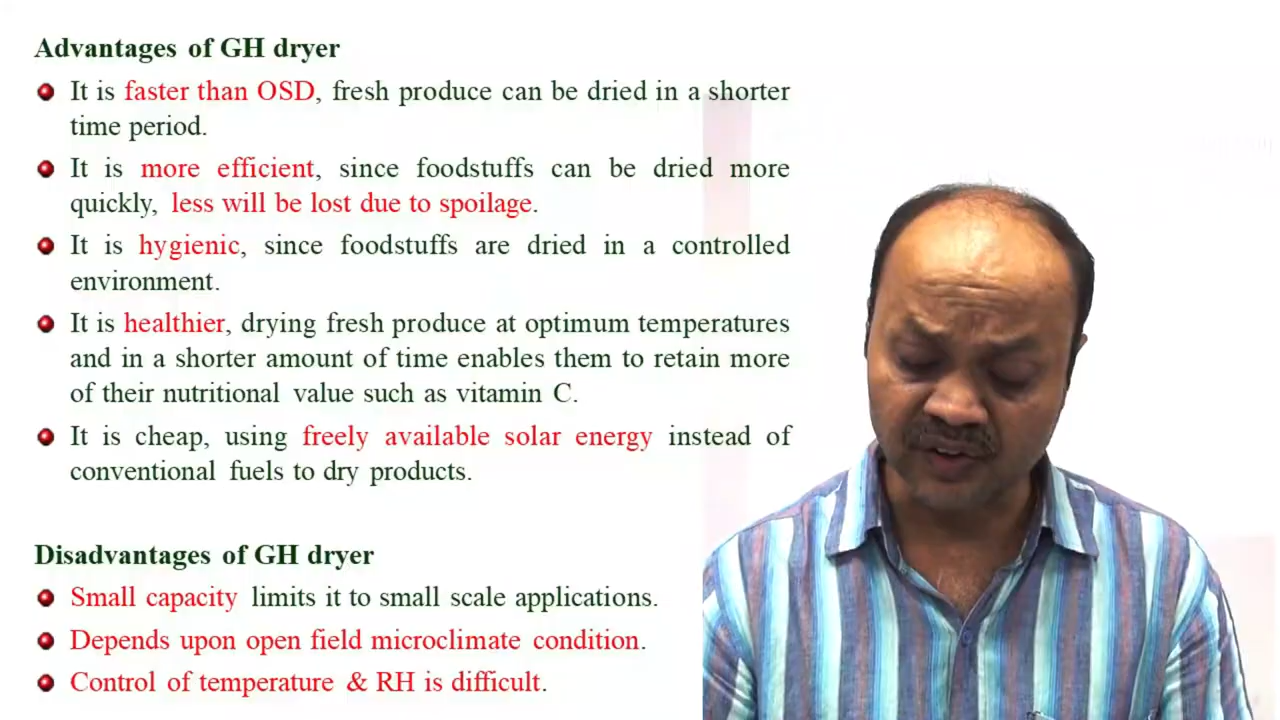 Advantages of GH dryer
It is faster than OSD, fresh produce can be dried in a shorter
time period.
It is more efficient, since foodstuffs can be dried more
quickly, less will be lost due to spoilage.
It is hygienic, since foodstuffs are dried in a controlled
environment.
It is healthier, drying fresh produce at optimum temperatures
and in a shorter amount of time enables them to retain more
of their nutritional value such as vitamin C.
It is cheap, using freely available solar energy instead of
conventional fuels to dry products.
Disadvantages of GH dryer
Small capacity limits it to small scale applications.
Depends upon open field microclimate condition.
Control of temperature & RH is difficult.